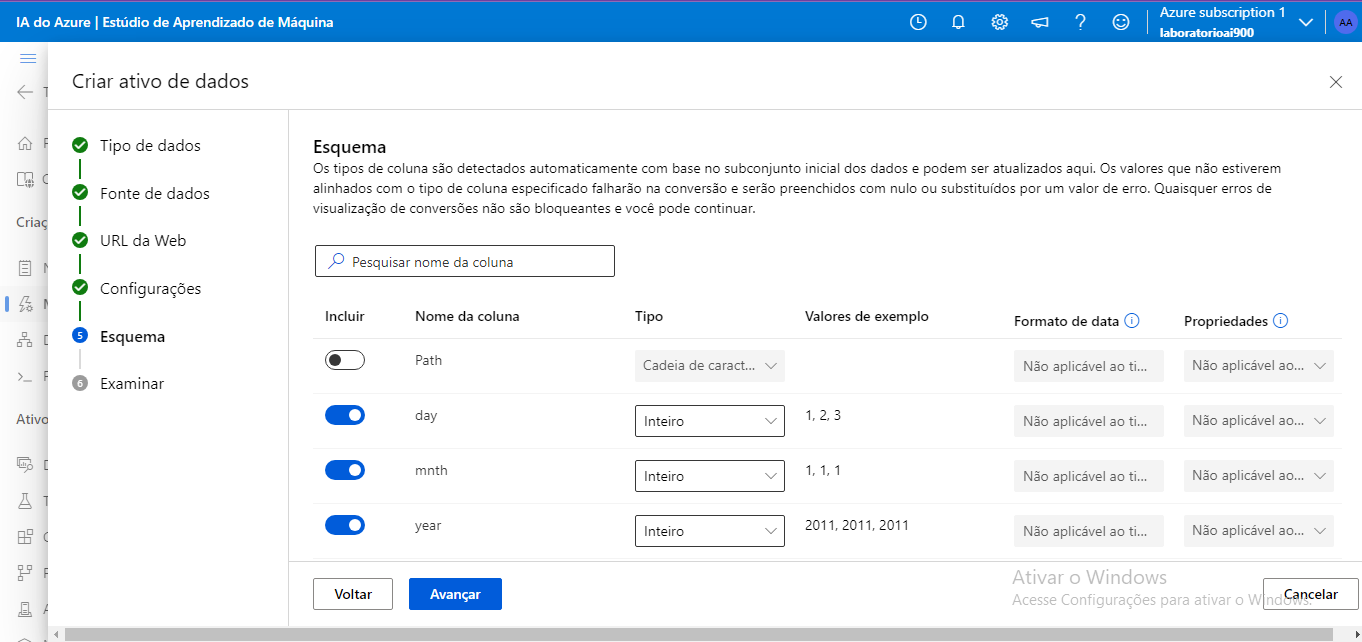 IA do Azure | Estúdio de Aprendizado de Máquina
Azure subscription 1
laboratorioai900
AA
Criar ativo de dados
Tipo de dados
Fonte de dados
URL da Web
Configurações
5 Esquema
6 Examinar
Criaç
Ativo
Esquema
Os tipos de coluna são detectados automaticamente com base no subconjunto inicial dos dados e podem ser atualizados aqui. Os valores que não estiverem
alinhados com o tipo de coluna especificado falharão na conversão e serão preenchidos com nulo ou substituídos por um valor de erro. Quaisquer erros de
visualização de conversões não são bloqueantes e você pode continuar.
Pesquisar nome da coluna
Incluir Nome da coluna Tipo Valores de exemplo Formato de data Propriedades
Path Cadeia de caract... Não aplicável ao ti... Não aplicável ao...
day Inteiro 1, 2, 3 Não aplicável ao ti... Não aplicável ao...
mnth Inteiro 1, 1, 1 Não aplicável ao ti... Não aplicável ao...
year Inteiro 2011, 2011, 2011 Não aplicável ao ti... Não aplicável ao...
Voltar Avançar Cancelar
Ativar o Windows
Acesse Configurações para ativar o Windows.